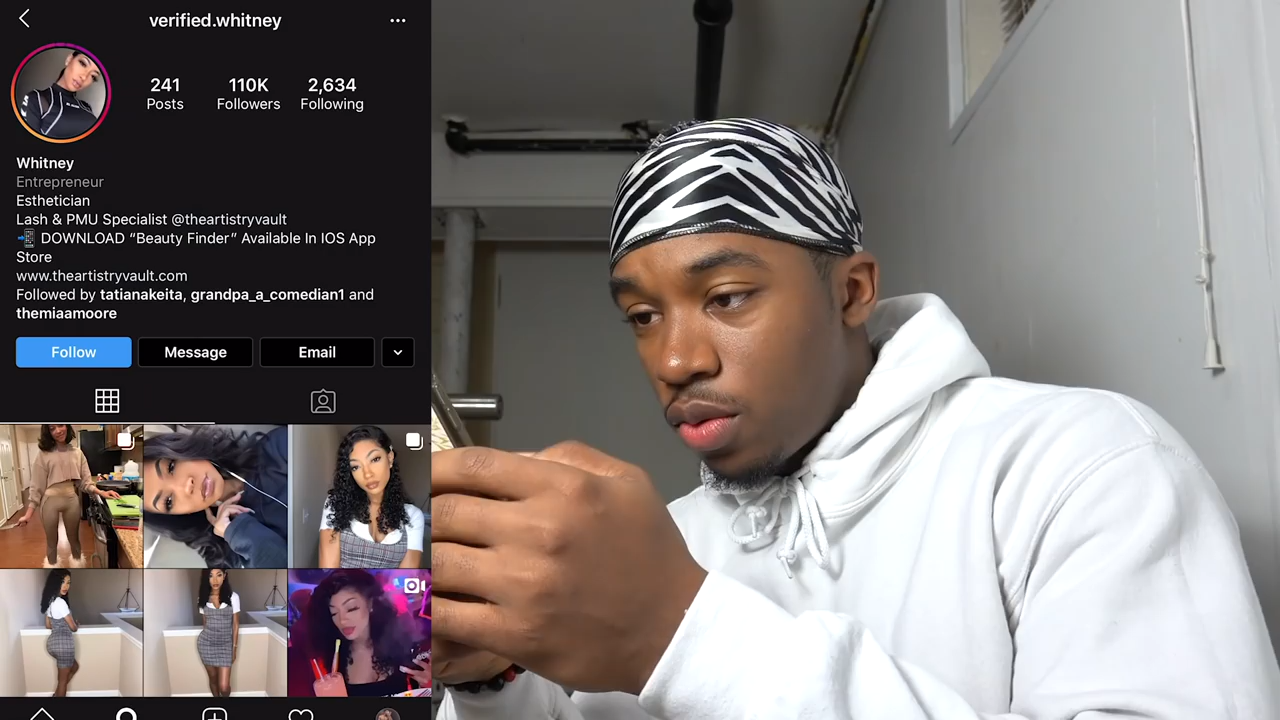 verified.whitney
241 110K 2,634
Posts Followers Following
Whitney
Entrepreneur
Esthetician
Lash & PMU Specialist @theartistryvault
📲 DOWNLOAD “Beauty Finder” Available In IOS App
Store
www.theartistryvault.com
Followed by tatianakeita, grandpa_a_comedian1 and
themiaamoore
Follow Message Email